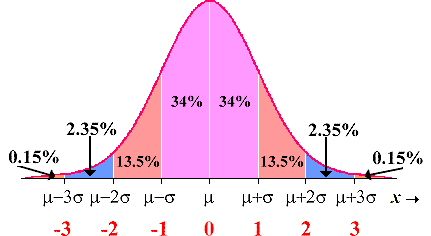 34% 34%
2.35% 2.35%
0.15% 13.5% 13.5% 0.15%
μ−3σ μ−2σ μ−σ μ μ+σ μ+2σ μ+3σ x →
-3 -2 -1 0 1 2 3